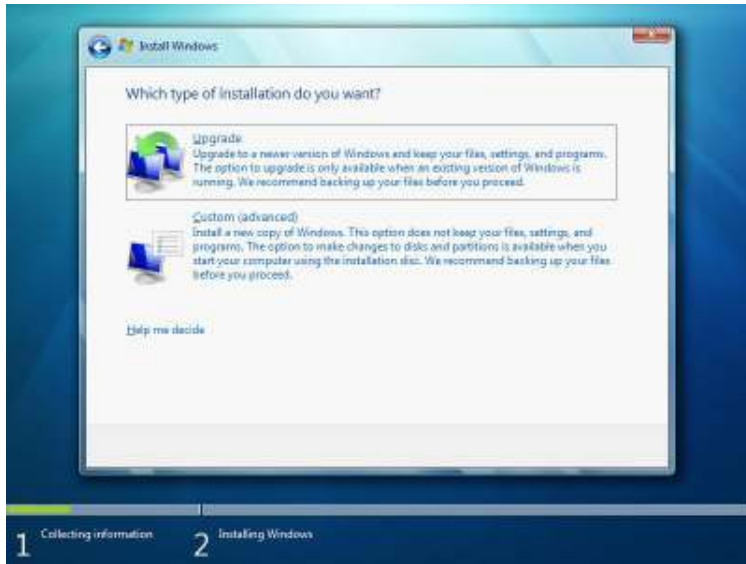 Install Windows
Which type of installation do you want?
Upgrade
Upgrade to a newer version of Windows and keep your files, settings, and programs.
The option to upgrade is only available when an existing version of Windows is
running. We recommend backing up your files before you proceed.
Custom (advanced)
Install a new copy of Windows. This option does not keep your files, settings, and
programs. The option to make changes to disks and partitions is available when you
start your computer using the installation disc. We recommend backing up your files
before you proceed.
Help me decide
1 Collecting information 2 Installing Windows